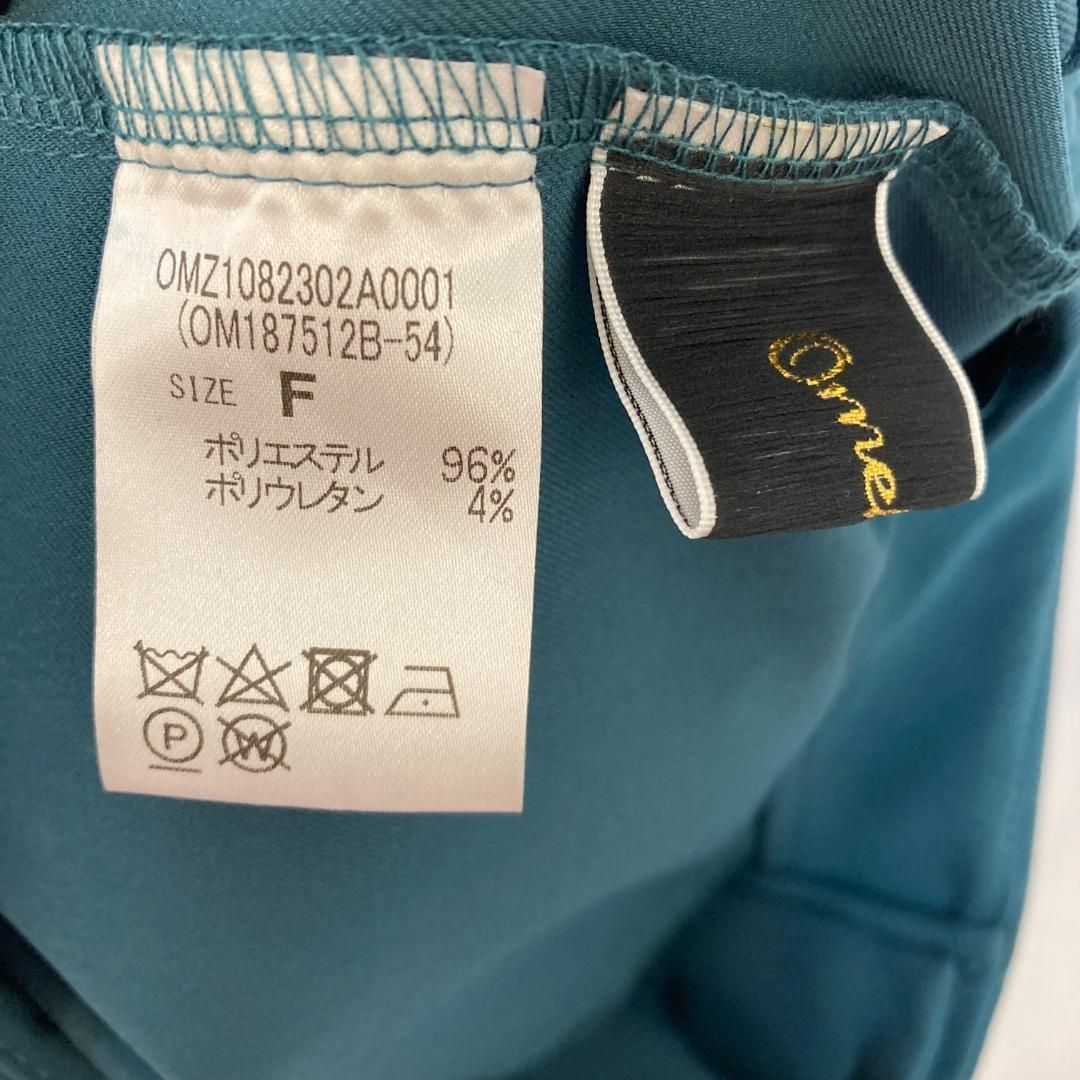 OMZ1082302A0001
(OM187512B-54)
SIZE F
ポリエステル 96%
ポリウレタン 4%
P
W